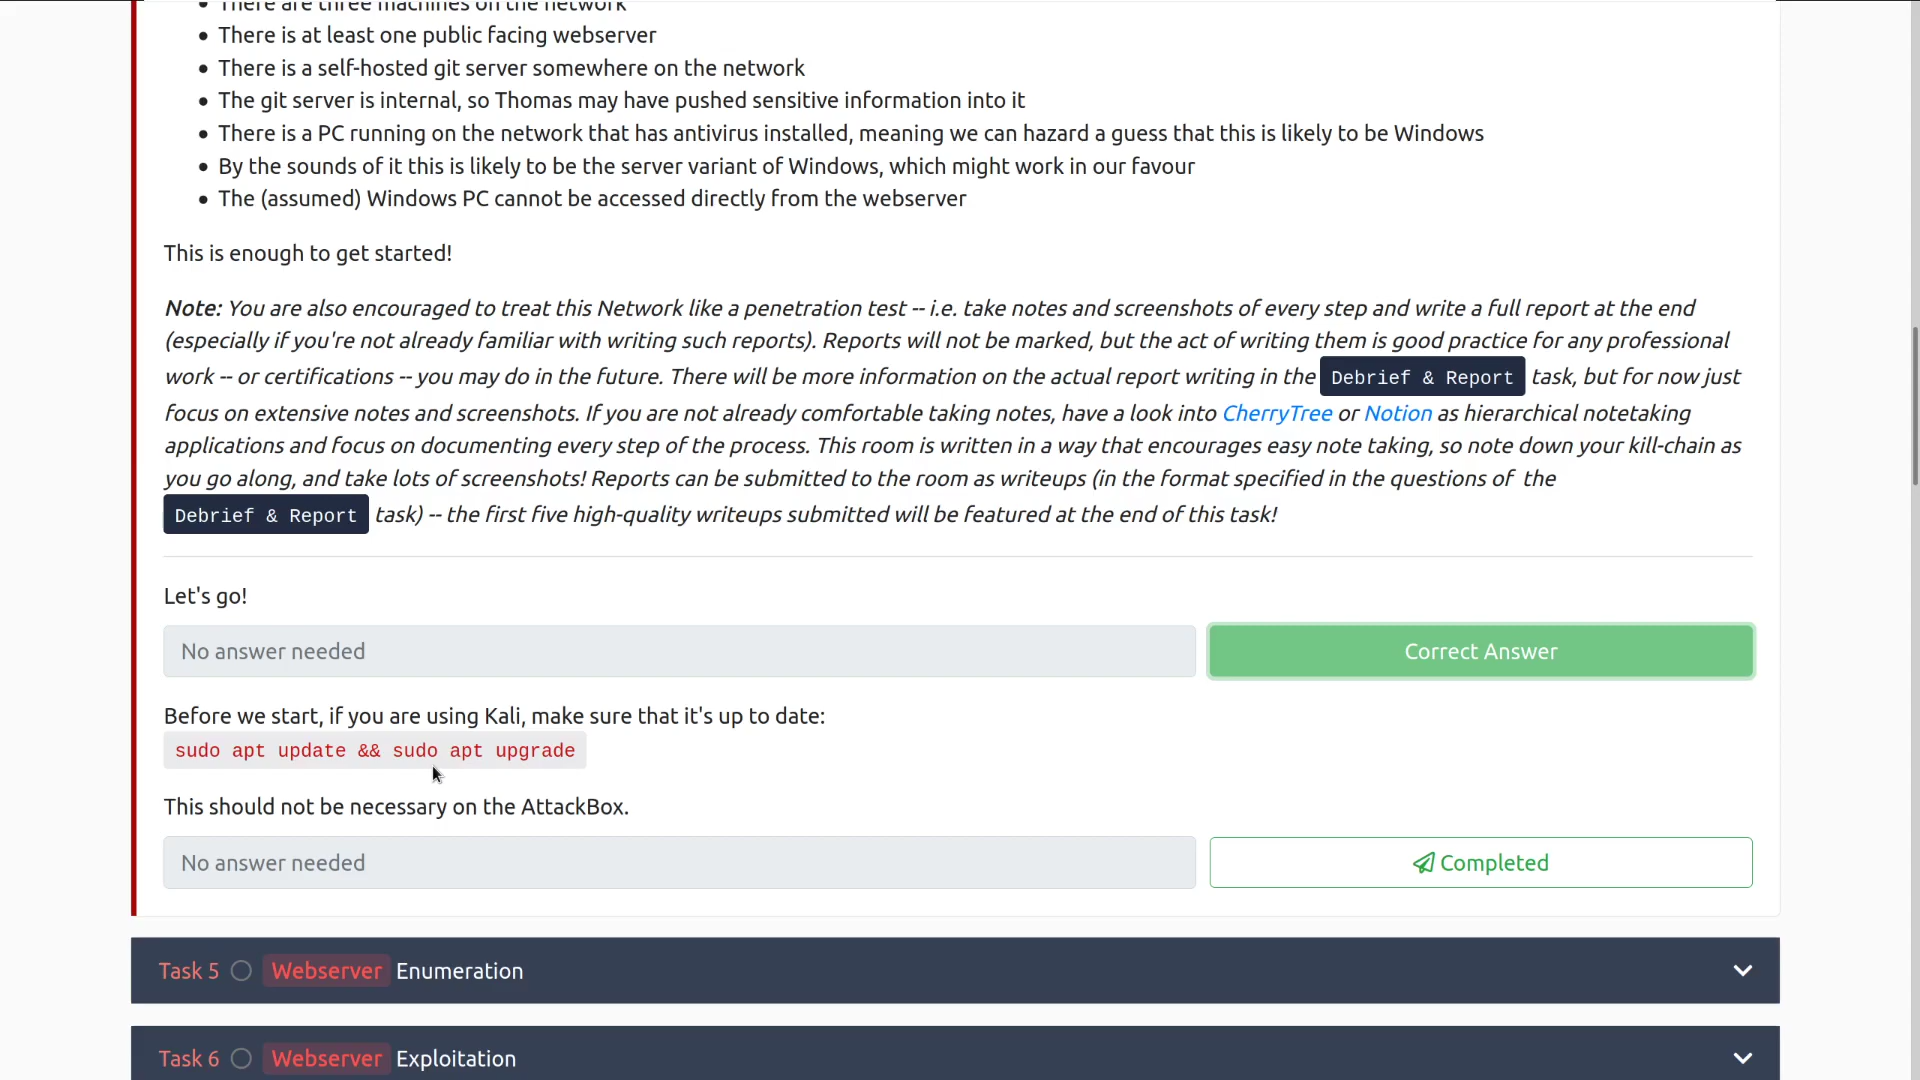 There are three machines on the network
There is at least one public facing webserver
There is a self-hosted git server somewhere on the network
The git server is internal, so Thomas may have pushed sensitive information into it
There is a PC running on the network that has antivirus installed, meaning we can hazard a guess that this is likely to be Windows
By the sounds of it this is likely to be the server variant of Windows, which might work in our favour
The (assumed) Windows PC cannot be accessed directly from the webserver
This is enough to get started!
Note: You are also encouraged to treat this Network like a penetration test -- i.e. take notes and screenshots of every step and write a full report at the end
(especially if you're not already familiar with writing such reports). Reports will not be marked, but the act of writing them is good practice for any professional
work -- or certifications -- you may do in the future. There will be more information on the actual report writing in the Debrief & Report task, but for now just
focus on extensive notes and screenshots. If you are not already comfortable taking notes, have a look into CherryTree or Notion as hierarchical notetaking
applications and focus on documenting every step of the process. This room is written in a way that encourages easy note taking, so note down your kill-chain as
you go along, and take lots of screenshots! Reports can be submitted to the room as writeups (in the format specified in the questions of the
Debrief & Report task) -- the first five high-quality writeups submitted will be featured at the end of this task!
Let's go!
No answer needed
Correct Answer
Before we start, if you are using Kali, make sure that it's up to date:
sudo apt update && sudo apt upgrade
This should not be necessary on the AttackBox.
No answer needed
Completed
Task 5 Webserver Enumeration
Task 6 Webserver Exploitation